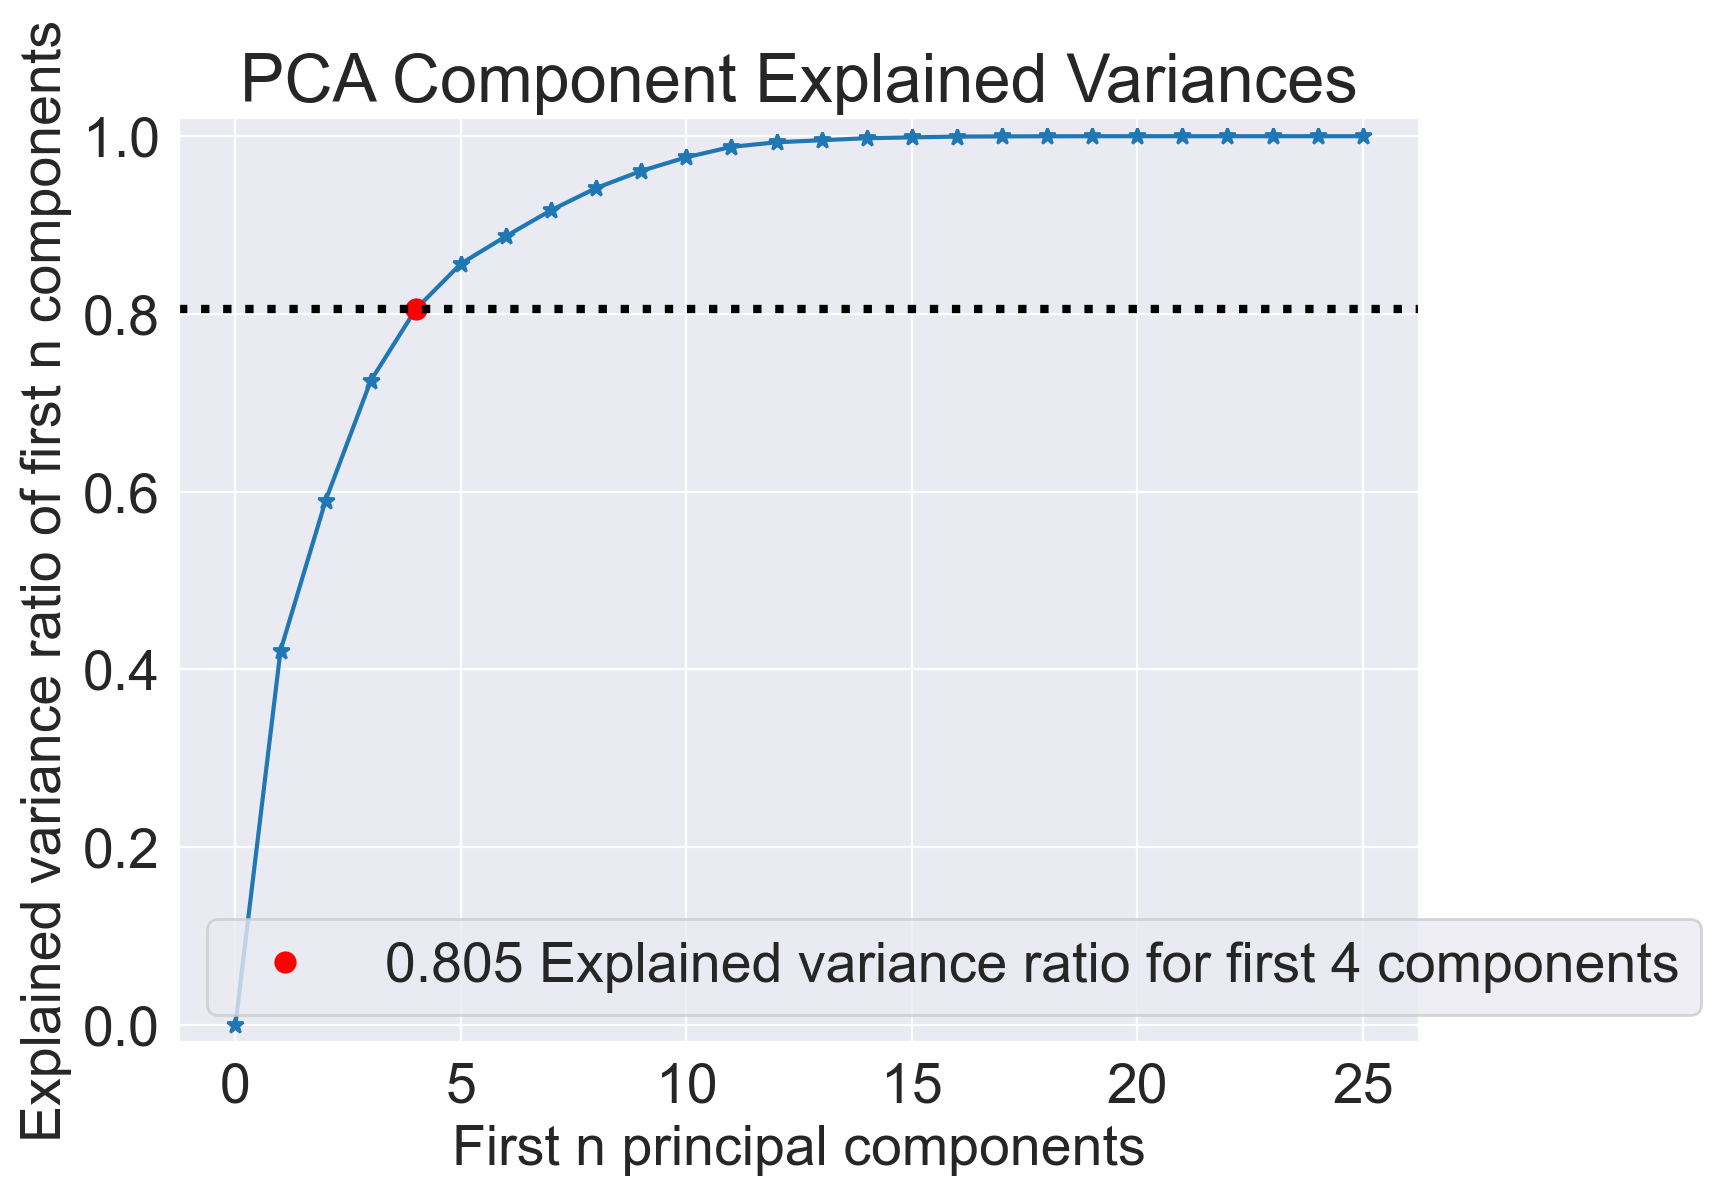 PCA Component Explained Variances
Explained variance ratio of first n components
1.0
0.8
0.6
0.4
0.2
0.0
0.805 Explained variance ratio for first 4 components
0 5 10 15 20 25
First n principal components